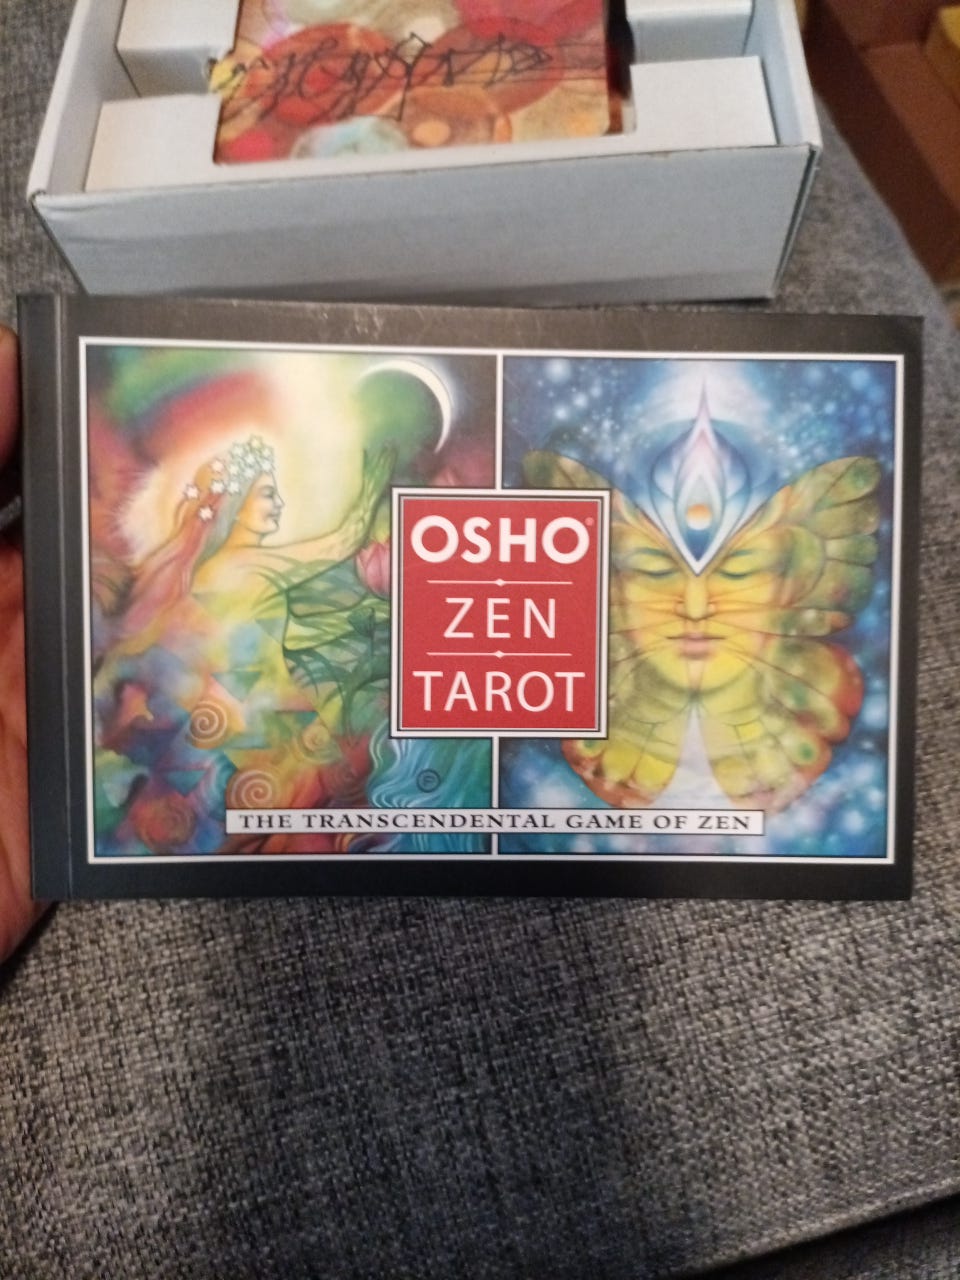 OSHO®
ZEN
TAROT
THE TRANSCENDENTAL GAME OF ZEN